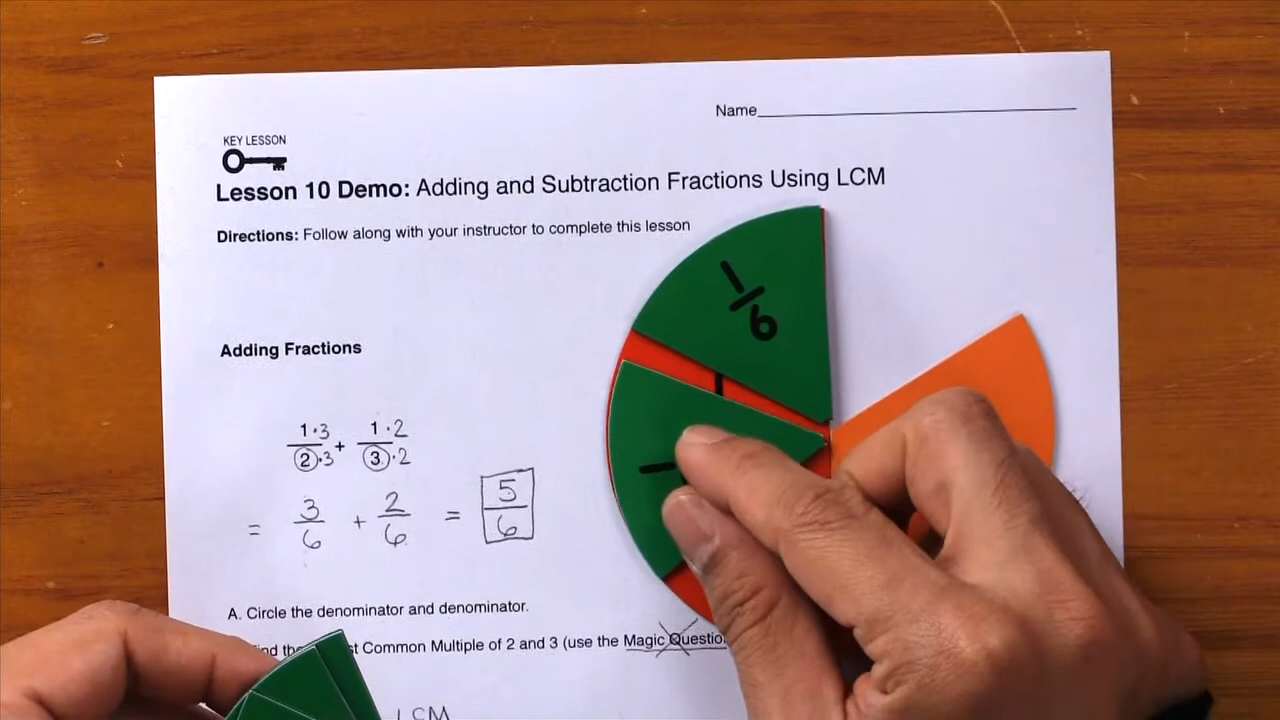 Name
KEY LESSON
Lesson 10 Demo: Adding and Subtraction Fractions Using LCM
Directions: Follow along with your instructor to complete this lesson
1/6
Adding Fractions
1·3/2·3 + 1·2/3·2
= 3/6 + 2/6 = 5/6
A. Circle the denominator and denominator.
Common Multiple of 2 and 3 (use the Magic
LCM